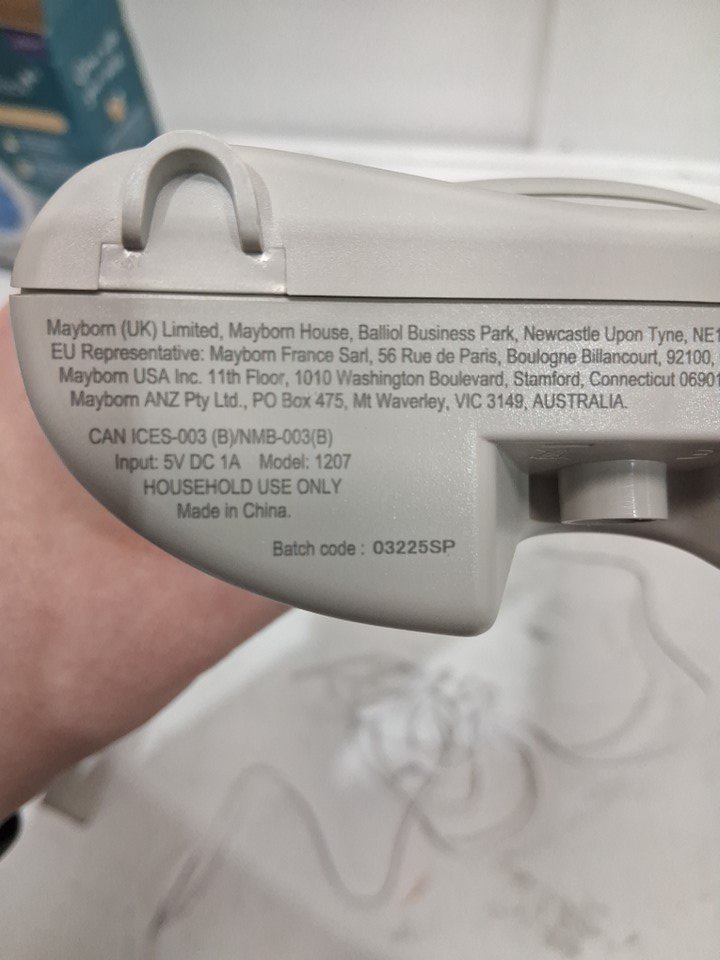 Mayborn (UK) Limited, Mayborn House, Balliol Business Park, Newcastle Upon Tyne, NE1
EU Representative: Mayborn France Sarl, 56 Rue de Paris, Boulogne Billancourt, 92100,
Mayborn USA Inc. 11th Floor, 1010 Washington Boulevard, Stamford, Connecticut 06901
Mayborn ANZ Pty Ltd., PO Box 475, Mt Waverley, VIC 3149, AUSTRALIA.
CAN ICES-003 (B)/NMB-003(B)
Input: 5V DC 1A Model: 1207
HOUSEHOLD USE ONLY
Made in China.
Batch code : 03225SP